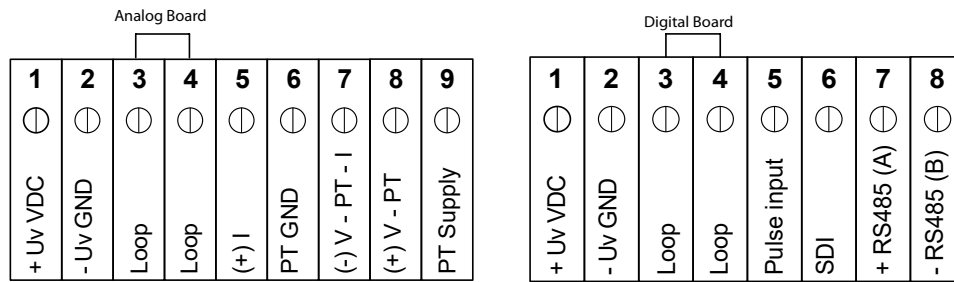 Analog Board
1 2 3 4 5 6 7 8 9
+ Uv VDC
- Uv GND
Loop
Loop
(+) I
PT GND
(-) V - PT - I
(+) V - PT
PT Supply
Digital Board
1 2 3 4 5 6 7 8
+ Uv VDC
- Uv GND
Loop
Loop
Pulse input
SDI
+ RS485 (A)
- RS485 (B)